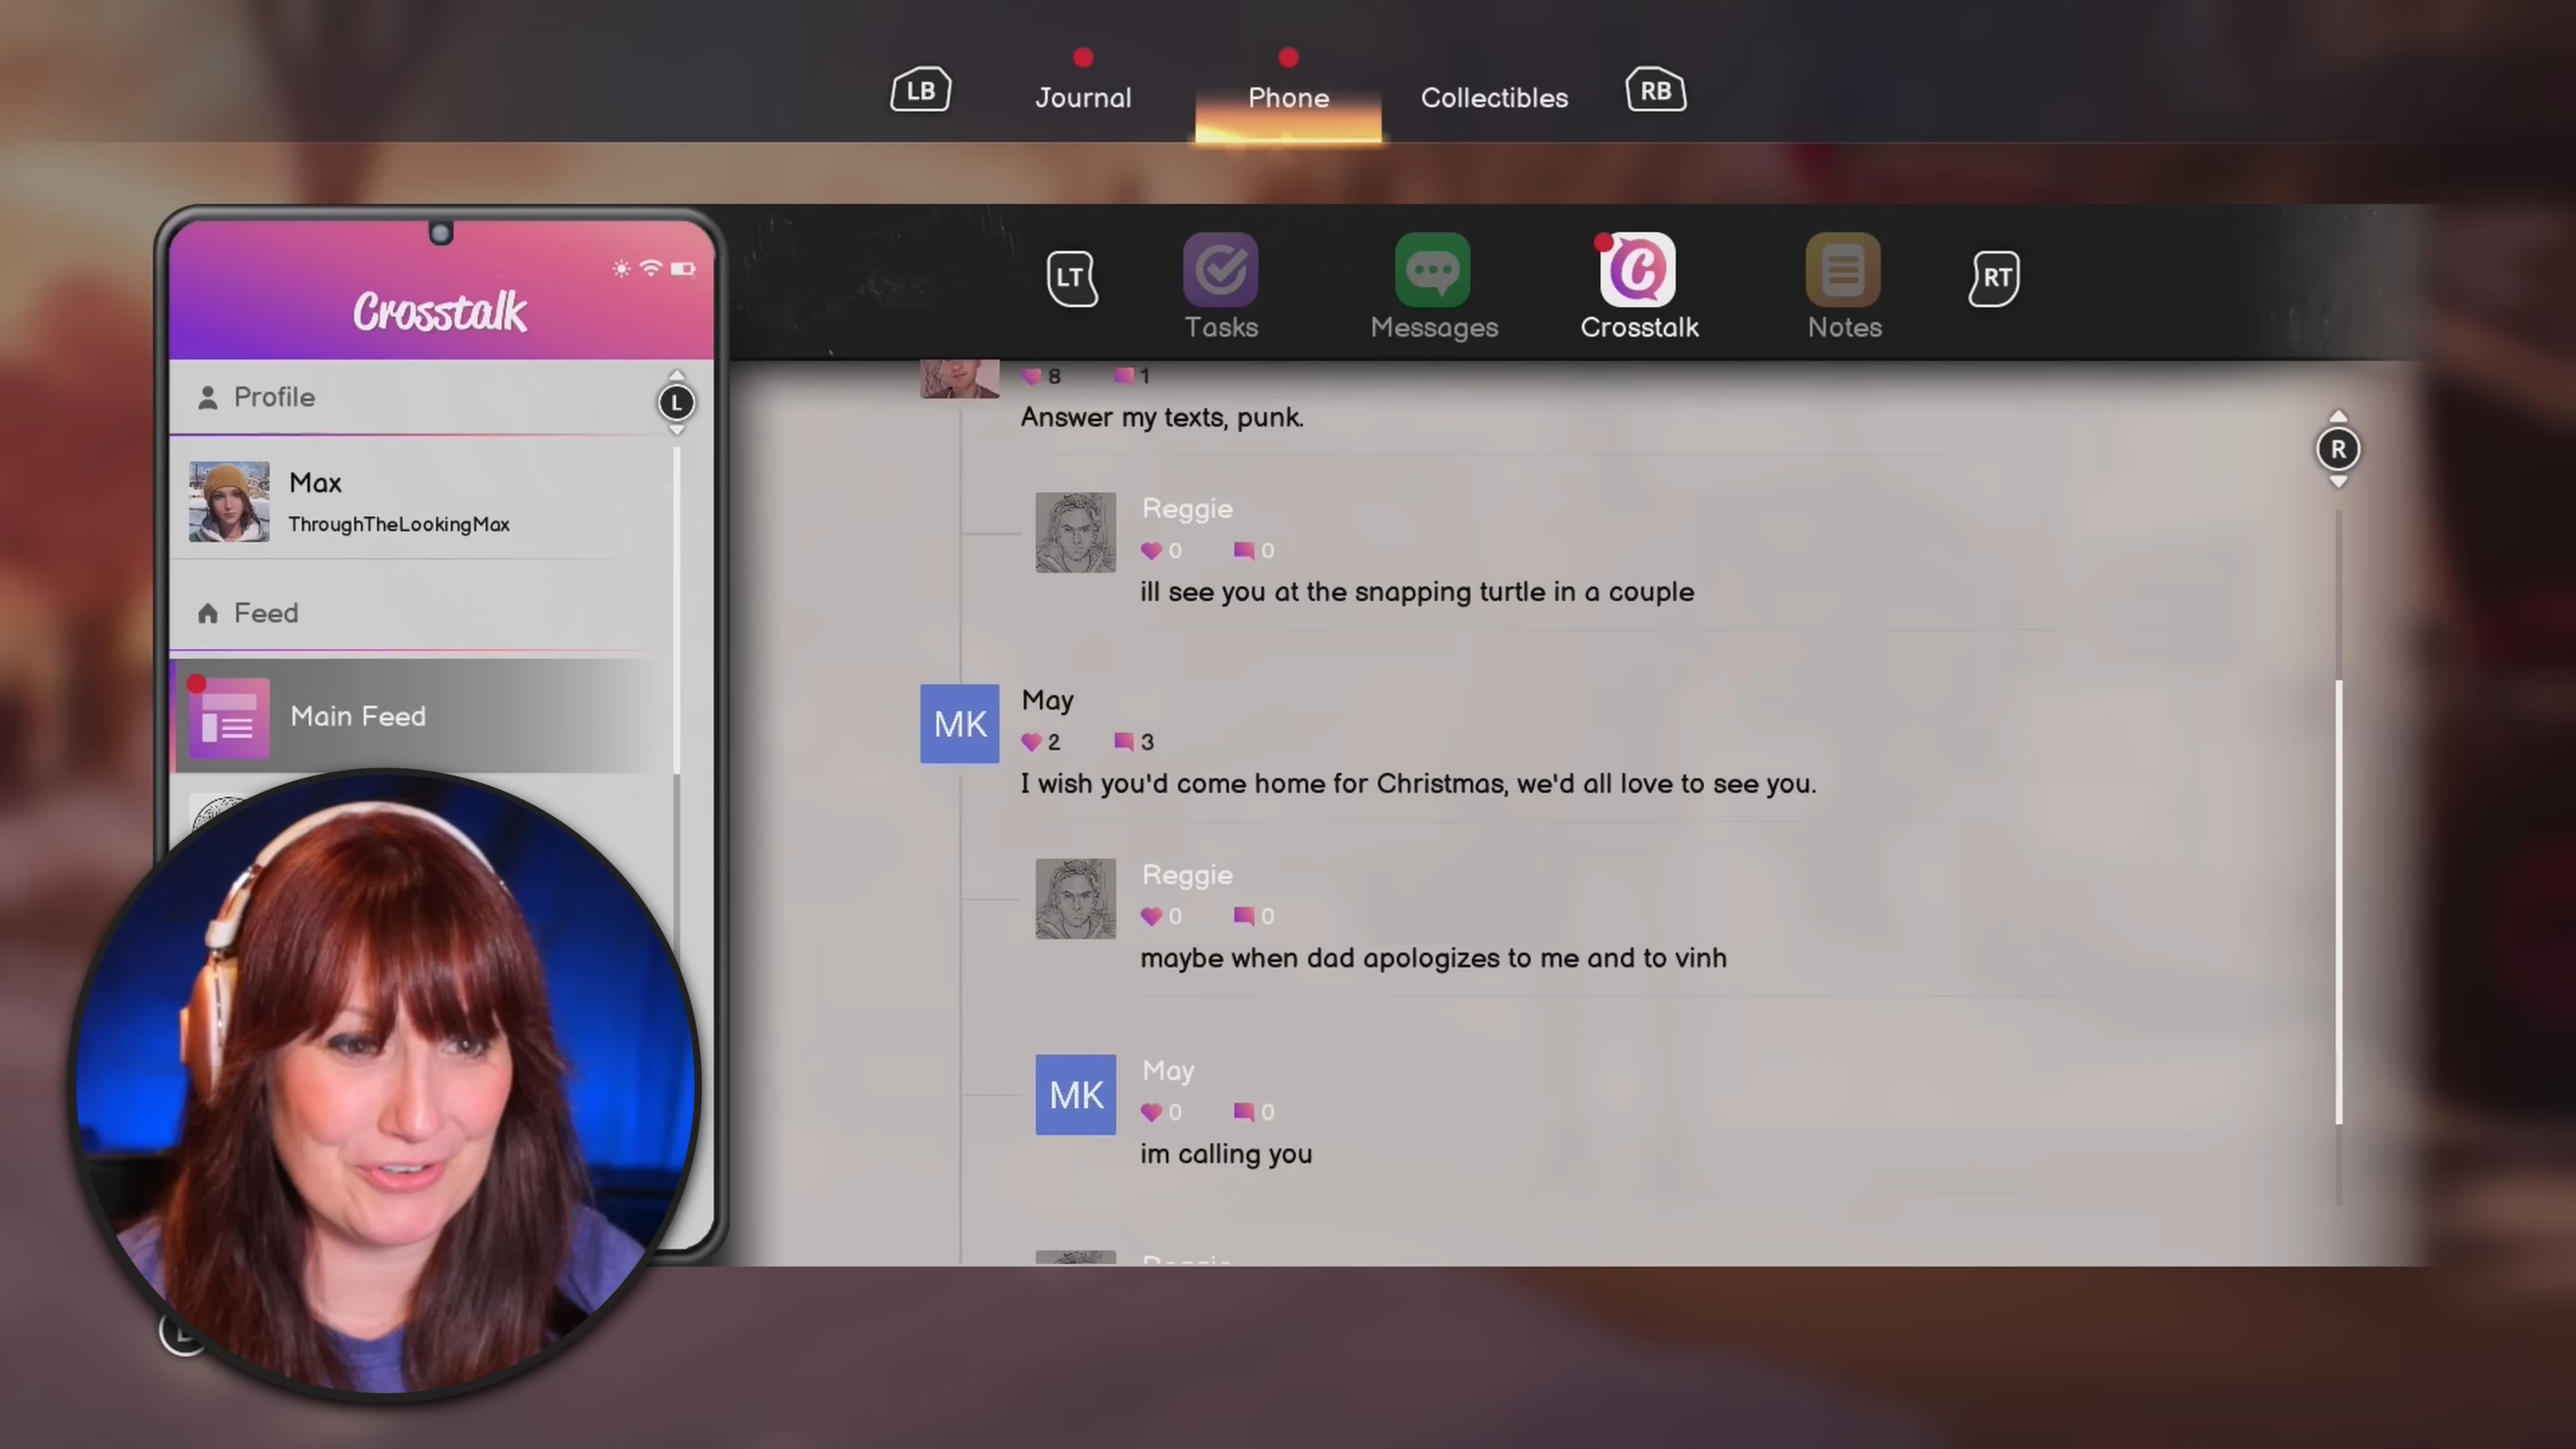 LB
Journal
Phone
Collectibles
RB
Crosstalk
LT
Tasks
Messages
Crosstalk
Notes
RT
Profile
L
Max
ThroughTheLookingMax
Feed
Main Feed
8 1
Answer my texts, punk.
R
Reggie
0 0
ill see you at the snapping turtle in a couple
MK
May
2 3
I wish you'd come home for Christmas, we'd all love to see you.
Reggie
0 0
maybe when dad apologizes to me and to vinh
MK
May
0 0
im calling you